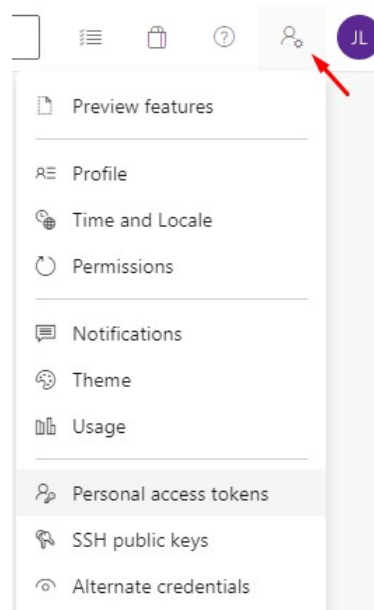 JL
Preview features
Profile
Time and Locale
Permissions
Notifications
Theme
Usage
Personal access tokens
SSH public keys
Alternate credentials